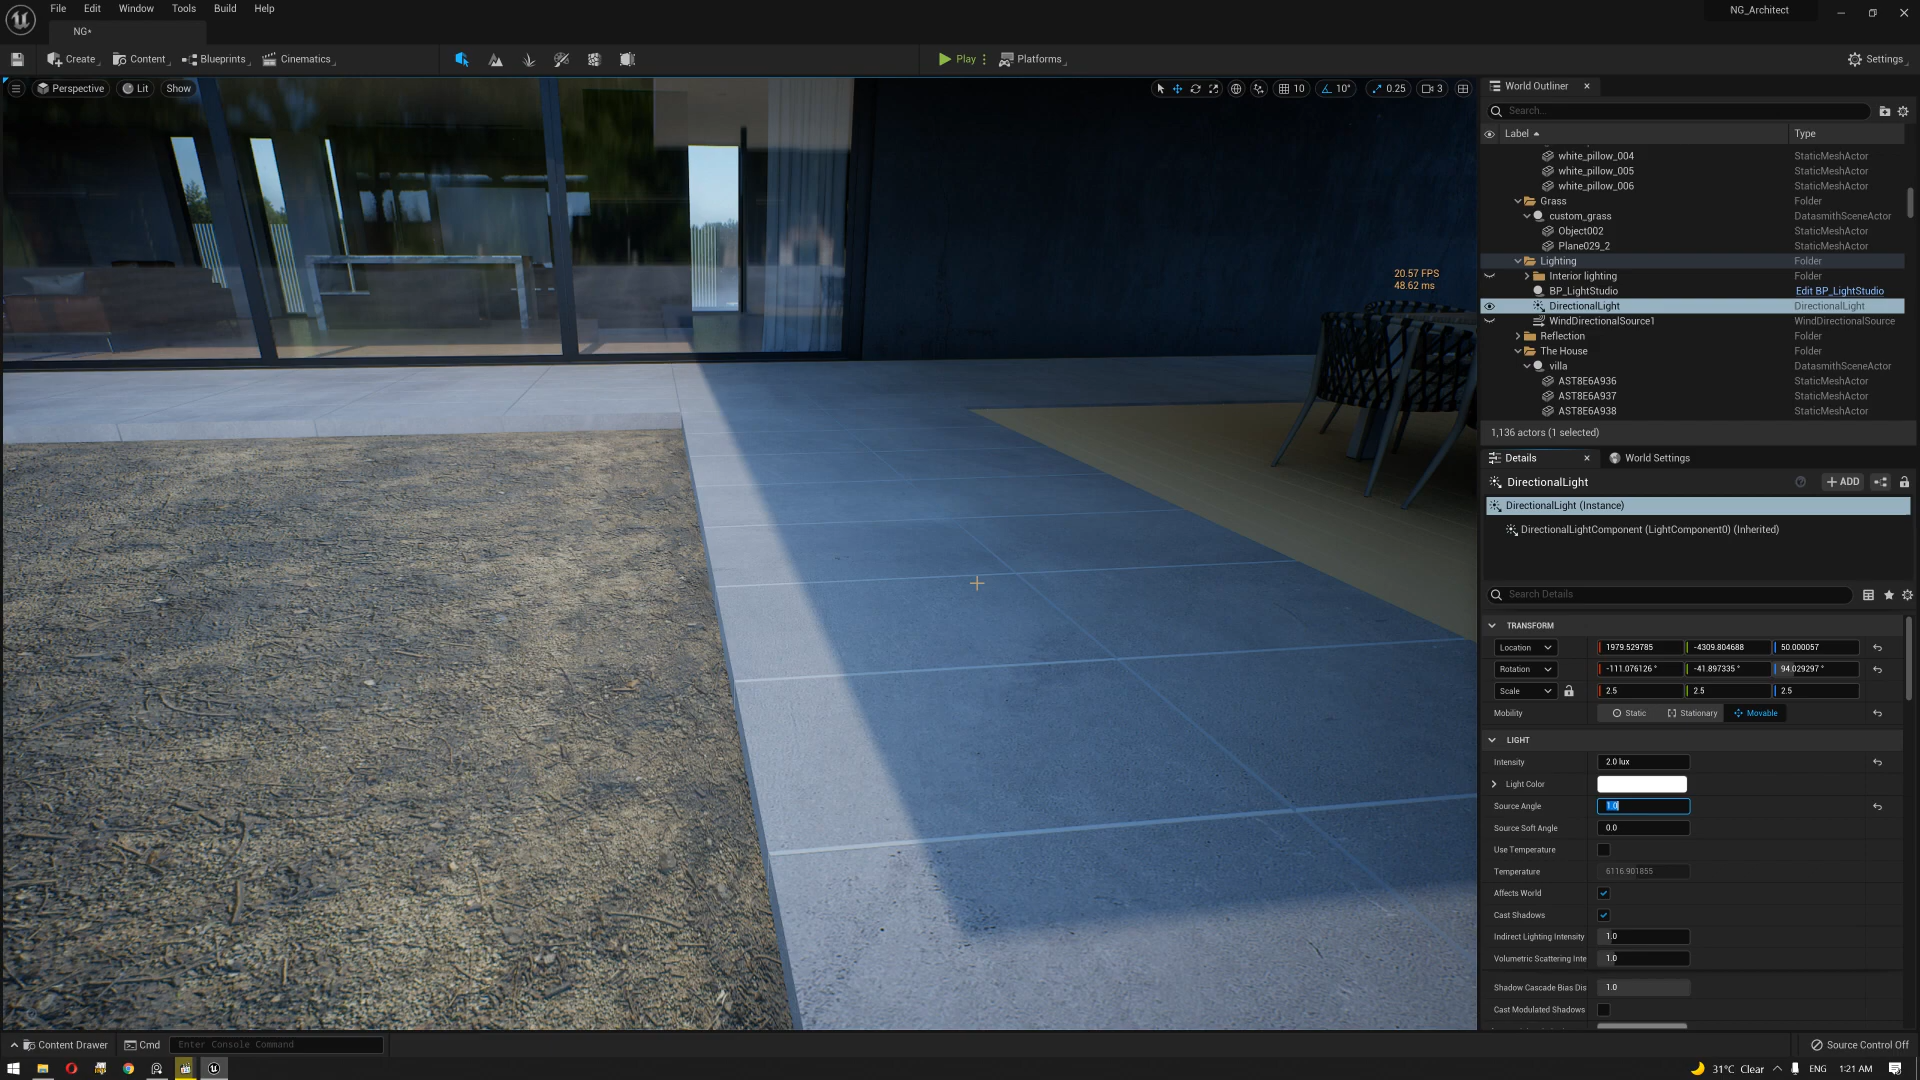 File Edit Window Tools Build Help
NG_Architect
NG*
Create Content Blueprints Cinematics
Play Platforms
Settings
Perspective Lit Show
10 10° 0.25 3
20.57 FPS
48.62 ms
World Outliner
Search...
Label Type
white_pillow_004 StaticMeshActor
white_pillow_005 StaticMeshActor
white_pillow_006 StaticMeshActor
Grass Folder
custom_grass DatasmithSceneActor
Object002 StaticMeshActor
Plane029_2 StaticMeshActor
Lighting Folder
Interior lighting Folder
BP_LightStudio Edit BP_LightStudio
DirectionalLight DirectionalLight
WindDirectionalSource1 WindDirectionalSource
Reflection Folder
The House Folder
villa DatasmithSceneActor
AST8E6A936 StaticMeshActor
AST8E6A937 StaticMeshActor
AST8E6A938 StaticMeshActor
1,136 actors (1 selected)
Details World Settings
DirectionalLight ADD
DirectionalLight (Instance)
DirectionalLightComponent (LightComponent0) (Inherited)
Search Details
TRANSFORM
Location 1979.529785 -4309.804688 50.000057
Rotation -111.076126° -41.897335° 94.029297°
Scale 2.5 2.5 2.5
Mobility Static Stationary Movable
LIGHT
Intensity 2.0 lux
Light Color
Source Angle 1.0
Source Soft Angle 0.0
Use Temperature
Temperature 6116.901855
Affects World
Cast Shadows
Indirect Lighting Intensity 1.0
Volumetric Scattering Inte 1.0
Shadow Cascade Bias Dis 1.0
Cast Modulated Shadows
Content Drawer Cmd Enter Console Command
Source Control Off
31°C Clear ENG 1:21 AM